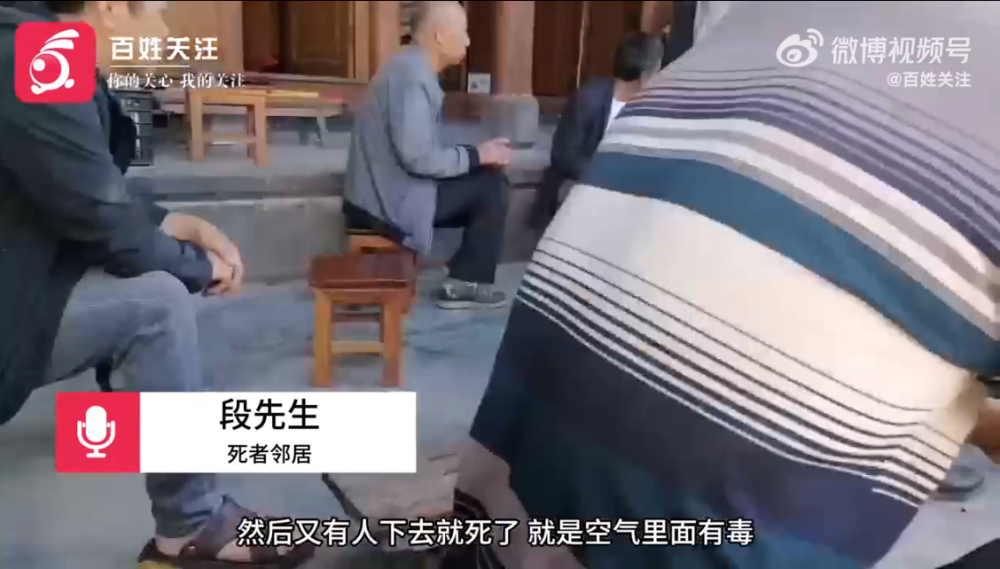 百姓关注
你的关心 我的关注
微博视频号
@百姓关注
段先生
死者邻居
然后又有人下去就死了 就是空气里面有毒